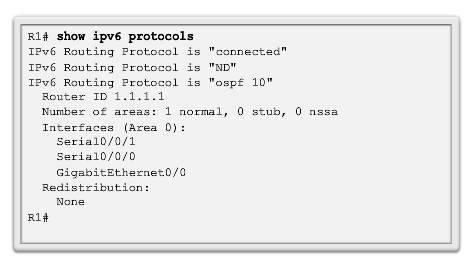 R1# show ipv6 protocols
IPv6 Routing Protocol is "connected"
IPv6 Routing Protocol is "ND"
IPv6 Routing Protocol is "ospf 10"
Router ID 1.1.1.1
Number of areas: 1 normal, 0 stub, 0 nssa
Interfaces (Area 0):
Serial0/0/1
Serial0/0/0
GigabitEthernet0/0
Redistribution:
None
R1#